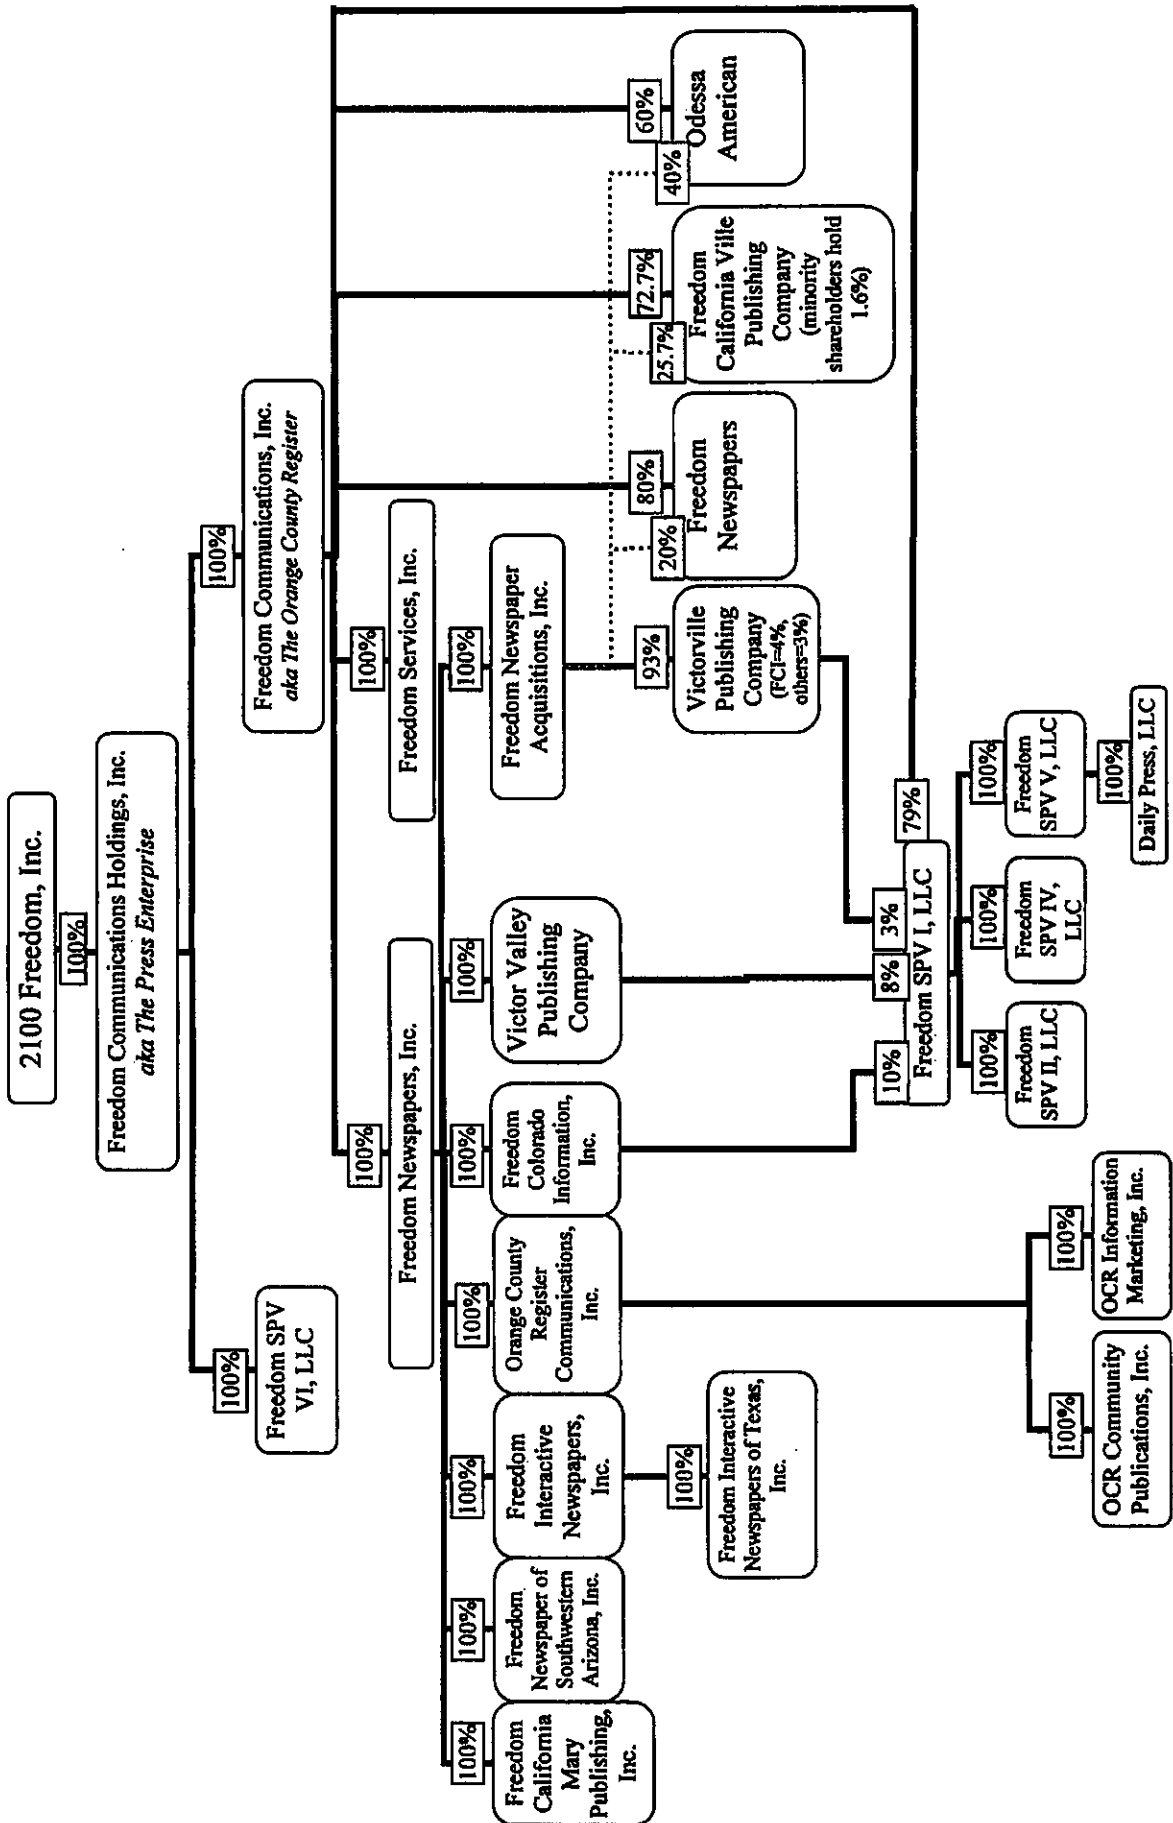 2100 Freedom, Inc.
100%
Freedom Communications Holdings, Inc.
aka The Press Enterprise
100%
Freedom SPV
VI, LLC
100%
Freedom Communications, Inc.
aka The Orange County Register
100%
Freedom Newspapers, Inc.
100%
Freedom Services, Inc.
100%
Freedom
California
Mary
Publishing,
Inc.
100%
Freedom
Newspaper of
Southwestern
Arizona, Inc.
100%
Freedom
Interactive
Newspapers,
Inc.
100%
Orange County
Register
Communications,
Inc.
100%
Freedom
Colorado
Information,
Inc.
100%
Victor Valley
Publishing
Company
100%
Freedom Newspaper
Acquisitions, Inc.
93%
Victorville
Publishing
Company
(FCI=4%,
others=3%)
20%
80%
Freedom
Newspapers
25.7%
72.7%
Freedom
California Ville
Publishing
Company
(minority
shareholders hold
1.6%)
40%
60%
Odessa
American
100%
Freedom Interactive
Newspapers of Texas,
Inc.
10%
8%
3%
79%
Freedom SPV I, LLC
100%
Freedom
SPV II, LLC
100%
Freedom
SPV IV,
LLC
100%
Freedom
SPV V, LLC
100%
Daily Press, LLC
100%
OCR Community
Publications, Inc.
100%
OCR Information
Marketing, Inc.